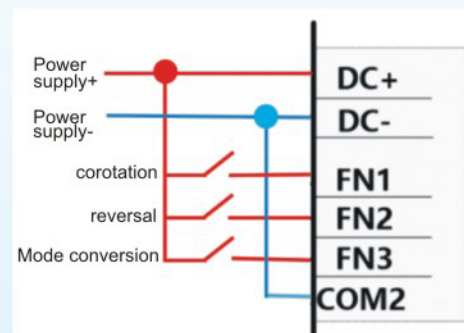 Power
supply+
DC+
Power
supply-
DC-
corotation
FN1
reversal
FN2
Mode conversion
FN3
COM2